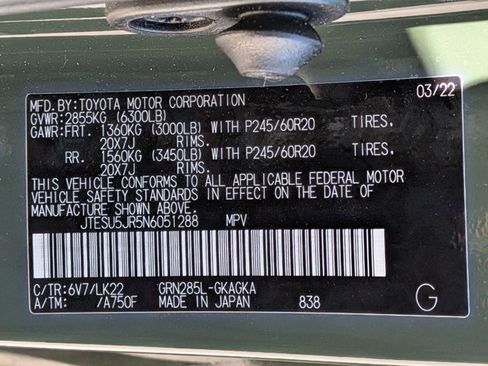 MFD.BY:TOYOTA MOTOR CORPORATION 03/22
GVWR:2855KG (6300LB)
GAWR:FRT. 1360KG (3000LB) WITH P245/60R20 TIRES,
20X7J RIMS.
RR. 1560KG (3450LB) WITH P245/60R20 TIRES,
20X7J RIMS.
THIS VEHICLE CONFORMS TO ALL APPLICABLE FEDERAL MOTOR
VEHICLE SAFETY STANDARDS IN EFFECT ON THE DATE OF
MANUFACTURE SHOWN ABOVE.
JTESU5JR5N6051288 MPV
C/TR:6V7/LK22 GRN285L-GKAGKA
A/TM: /A750F MADE IN JAPAN 838 G